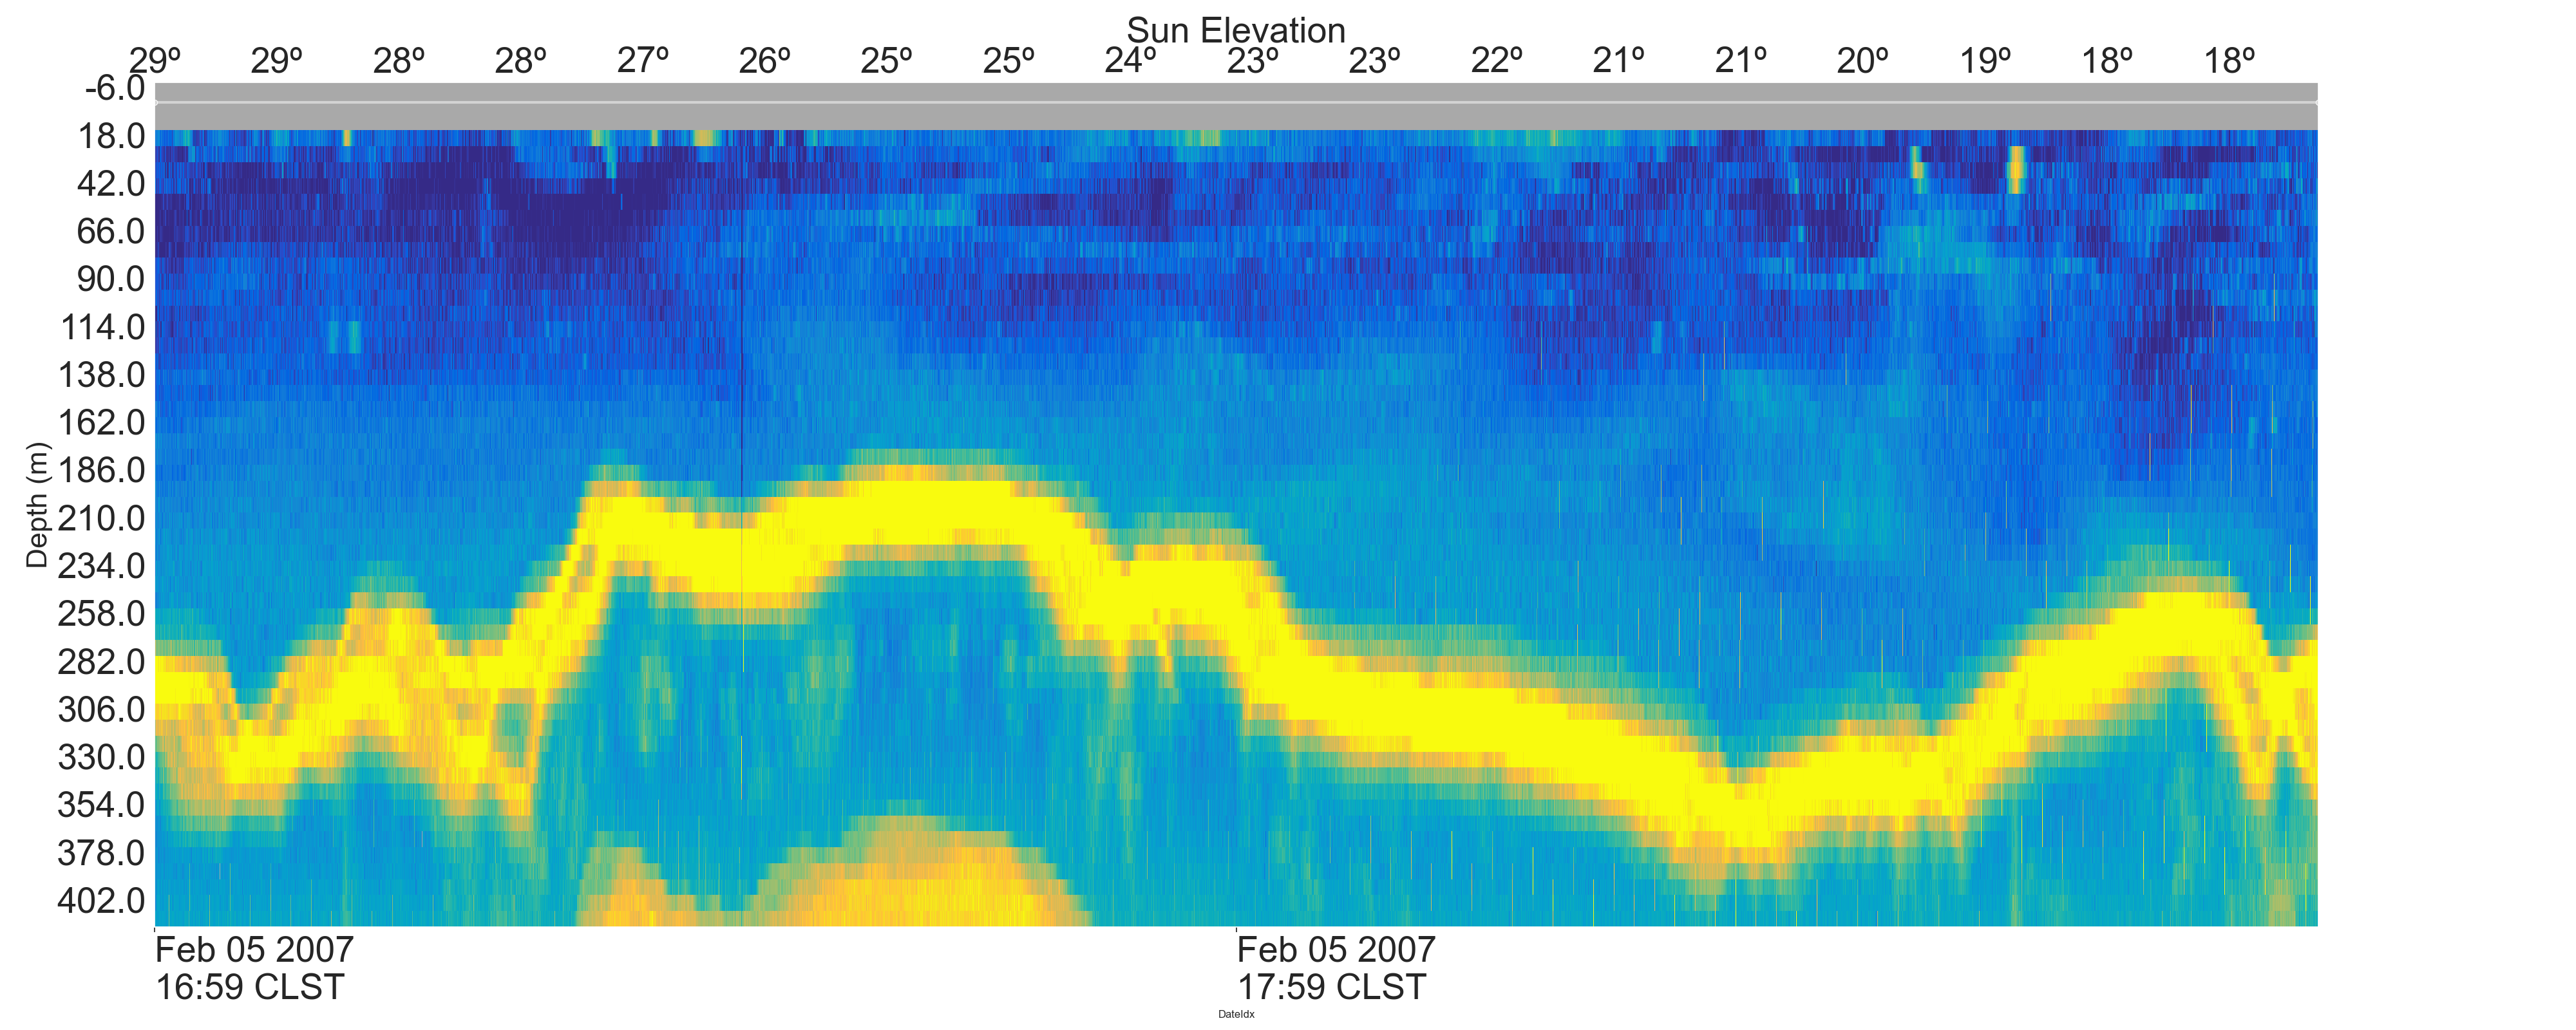 Sun Elevation
29º 29º 28º 28º 27º 26º 25º 25º 24º 23º 23º 22º 21º 21º 20º 19º 18º 18º
-6.0
18.0
42.0
66.0
90.0
114.0
138.0
162.0
186.0
210.0
234.0
258.0
282.0
306.0
330.0
354.0
378.0
402.0
Depth (m)
Feb 05 2007
16:59 CLST
Feb 05 2007
17:59 CLST
DateIdx